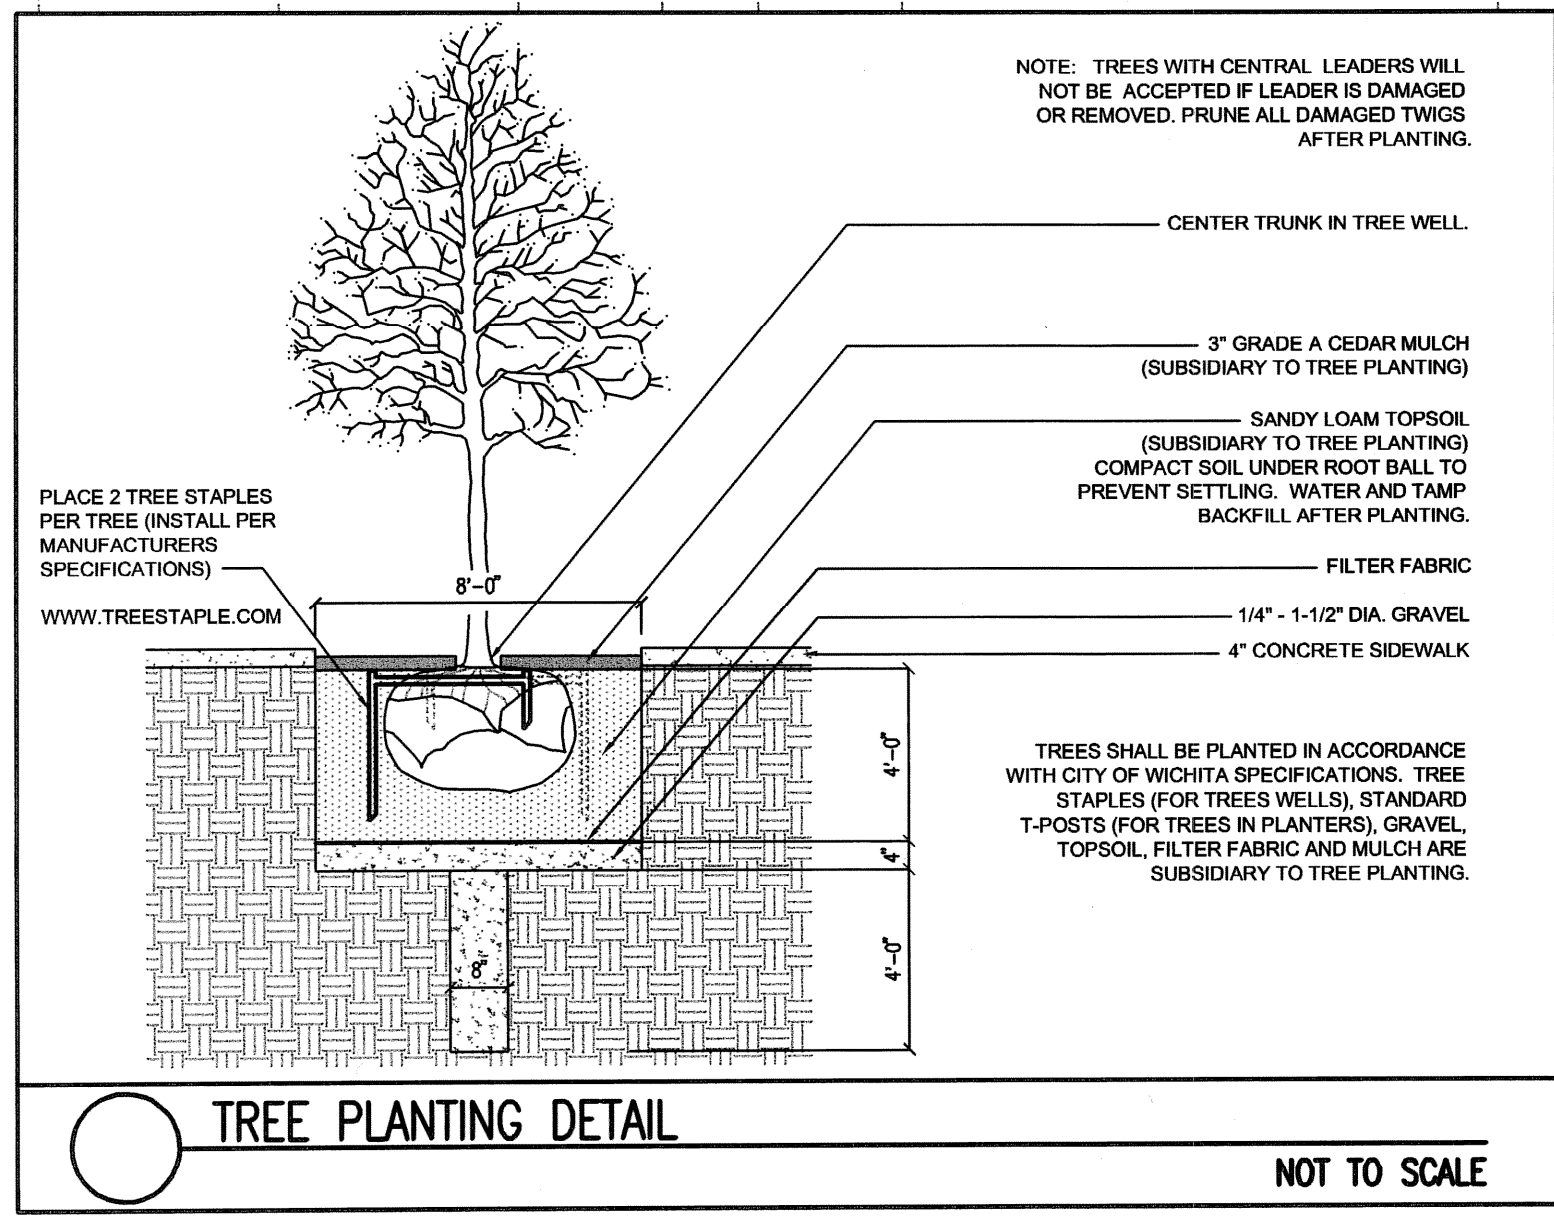 NOTE: TREES WITH CENTRAL LEADERS WILL
NOT BE ACCEPTED IF LEADER IS DAMAGED
OR REMOVED. PRUNE ALL DAMAGED TWIGS
AFTER PLANTING.
CENTER TRUNK IN TREE WELL.
3" GRADE A CEDAR MULCH
(SUBSIDIARY TO TREE PLANTING)
SANDY LOAM TOPSOIL
(SUBSIDIARY TO TREE PLANTING)
COMPACT SOIL UNDER ROOT BALL TO
PREVENT SETTLING. WATER AND TAMP
BACKFILL AFTER PLANTING.
PLACE 2 TREE STAPLES
PER TREE (INSTALL PER
MANUFACTURERS
SPECIFICATIONS)
WWW.TREESTAPLE.COM
8'-0"
FILTER FABRIC
1/4" - 1-1/2" DIA. GRAVEL
4" CONCRETE SIDEWALK
4'-0"
4"
4'-0"
8"
TREES SHALL BE PLANTED IN ACCORDANCE
WITH CITY OF WICHITA SPECIFICATIONS. TREE
STAPLES (FOR TREES WELLS), STANDARD
T-POSTS (FOR TREES IN PLANTERS), GRAVEL,
TOPSOIL, FILTER FABRIC AND MULCH ARE
SUBSIDIARY TO TREE PLANTING.
TREE PLANTING DETAIL
NOT TO SCALE